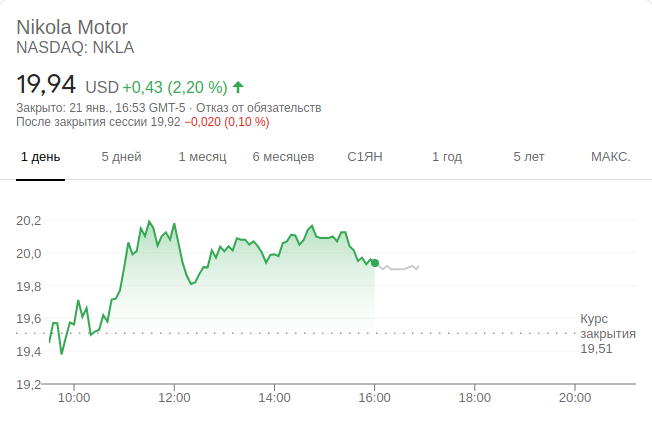 Nikola Motor
NASDAQ: NKLA
19,94 USD +0,43 (2,20 %)
Закрыто: 21 янв., 16:53 GMT-5 · Отказ от обязательств
После закрытия сессии 19,92 −0,020 (0,10 %)
1 день 5 дней 1 месяц 6 месяцев С1ЯН 1 год 5 лет МАКС.
20,2
20,0
19,8
19,6
19,4
19,2
Курс
закрытия
19,51
10:00 12:00 14:00 16:00 18:00 20:00